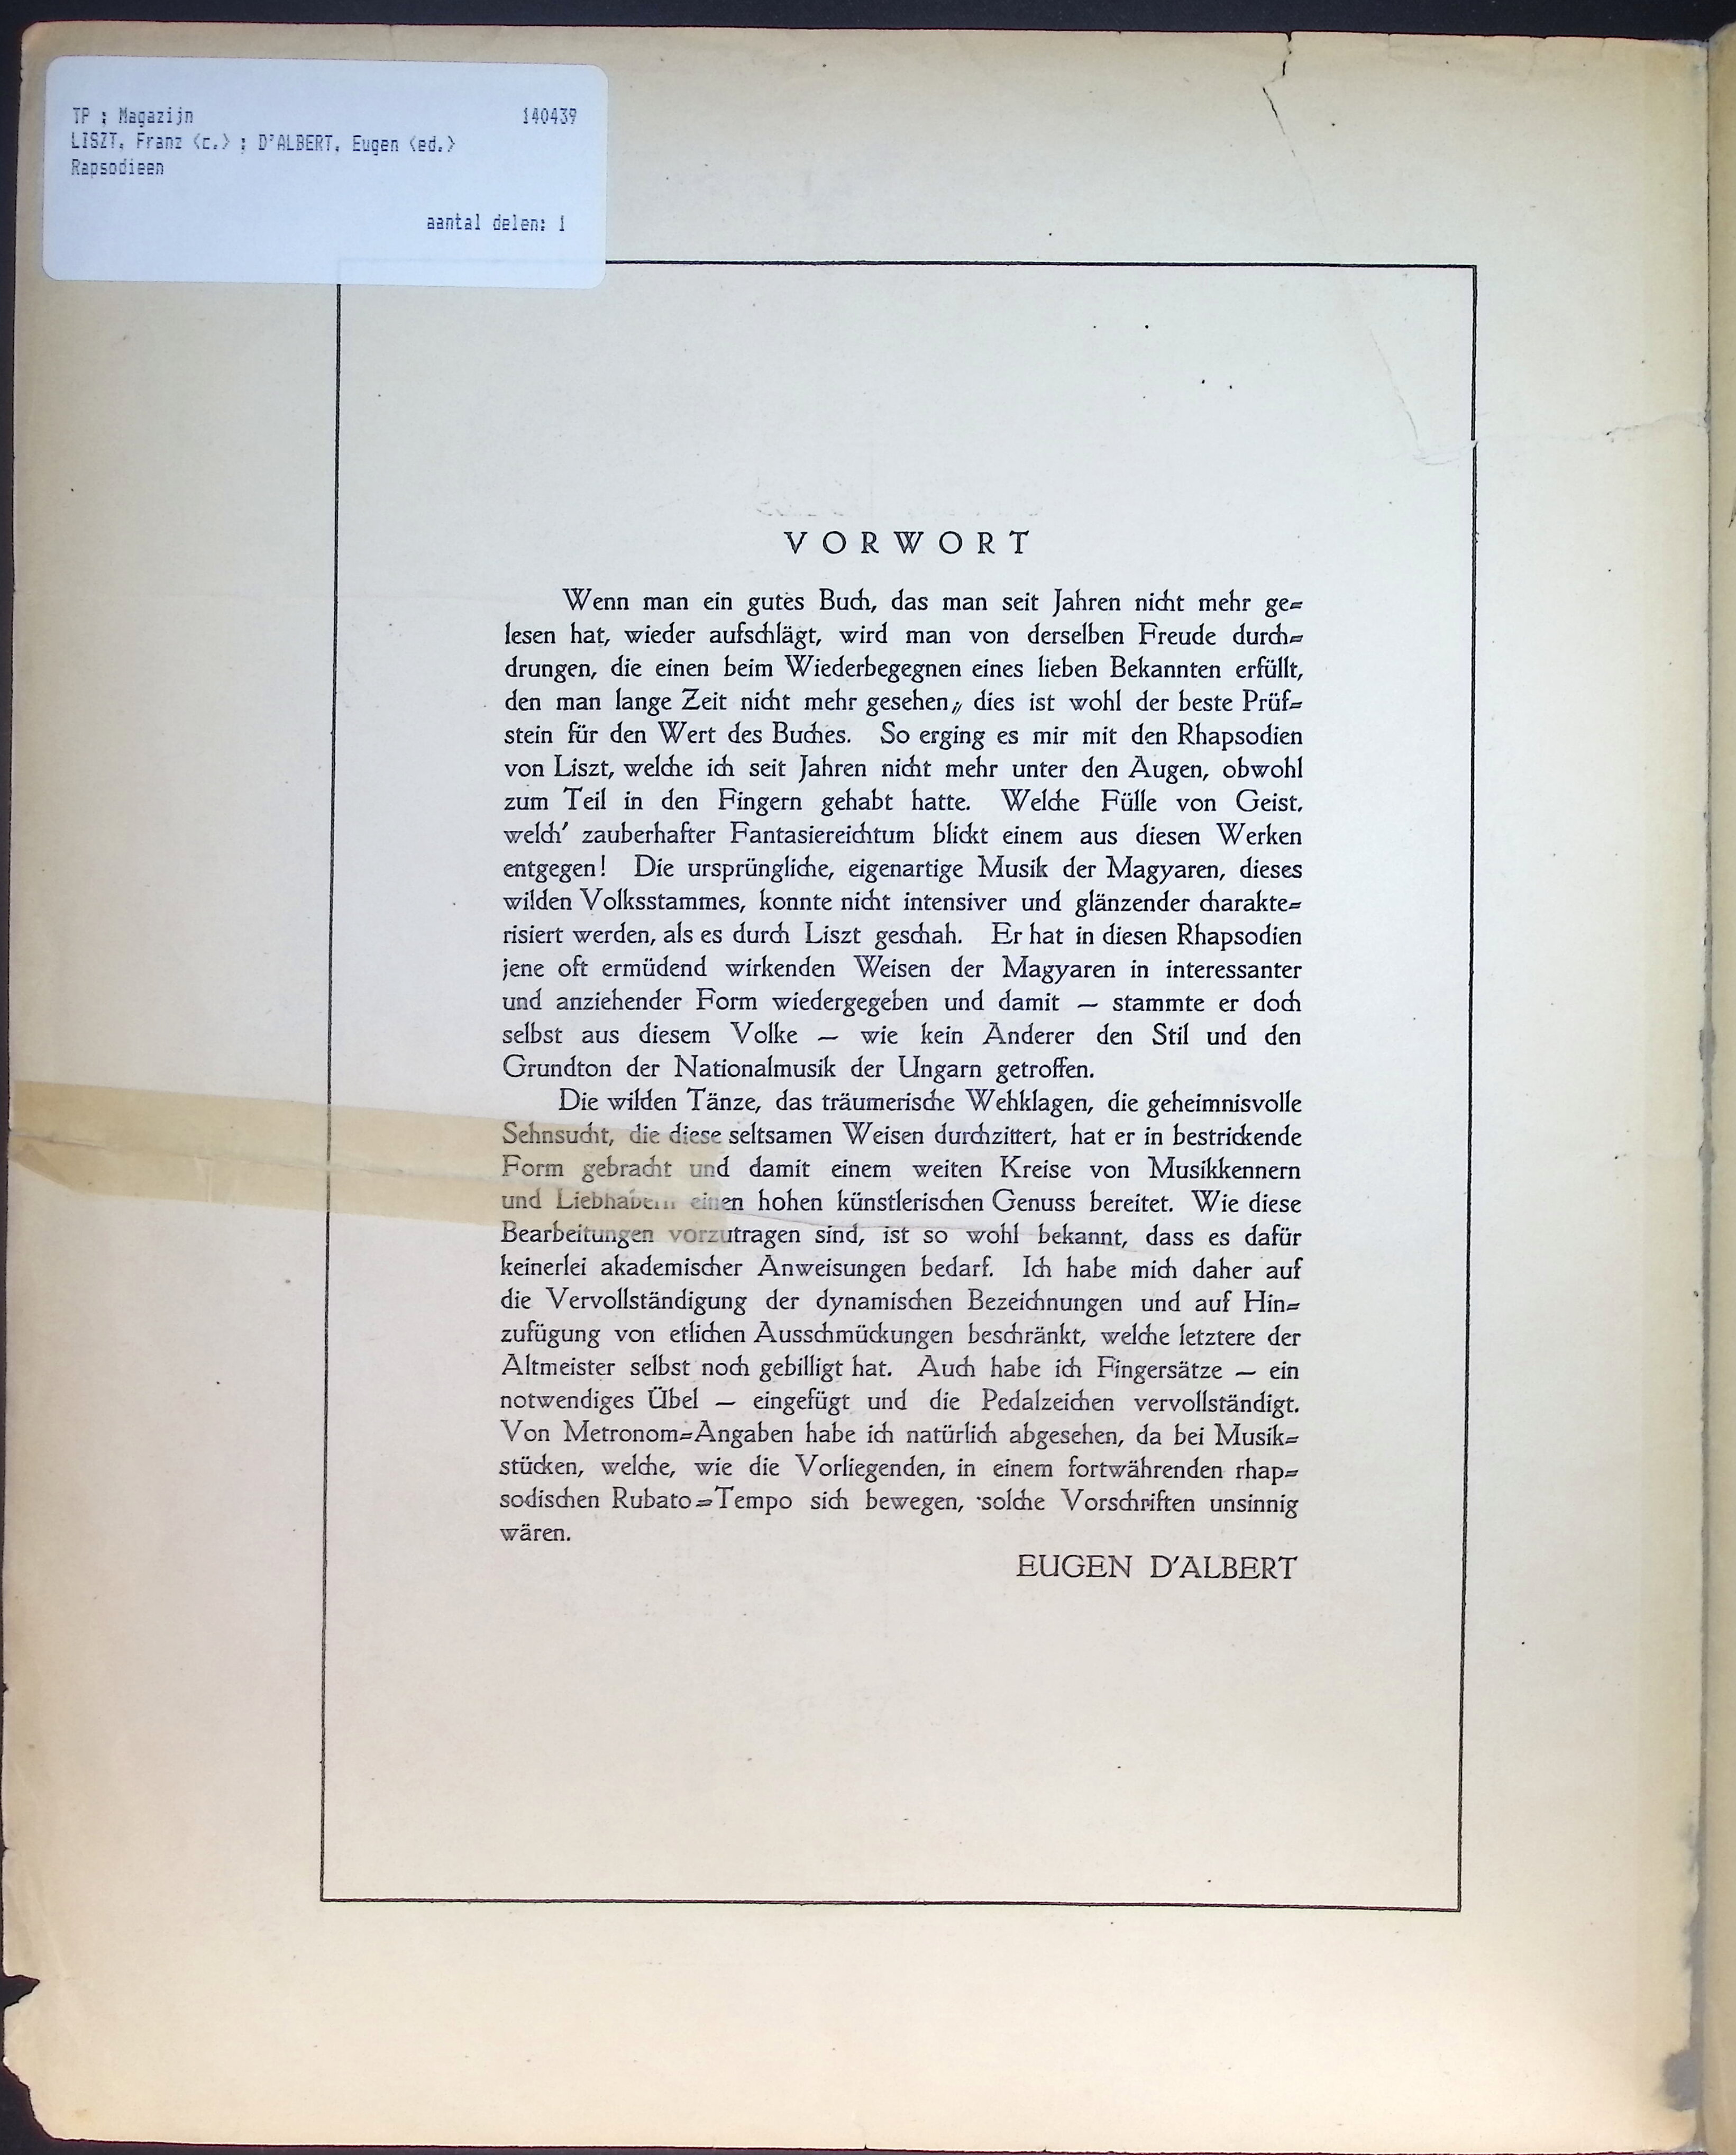 TP : Magazijn 140439
LISZT, Franz <c.> ; D'ALBERT, Eugen <ed.>
Rapsodieen
aantal delen: 1
VORWORT
Wenn man ein gutes Buch, das man seit Jahren nicht mehr ge=
lesen hat, wieder aufschlägt, wird man von derselben Freude durch=
drungen, die einen beim Wiederbegegnen eines lieben Bekannten erfüllt,
den man lange Zeit nicht mehr gesehen; dies ist wohl der beste Prüf=
stein für den Wert des Buches. So erging es mir mit den Rhapsodien
von Liszt, welche ich seit Jahren nicht mehr unter den Augen, obwohl
zum Teil in den Fingern gehabt hatte. Welche Fülle von Geist,
welch' zauberhafter Fantasiereichtum blickt einem aus diesen Werken
entgegen! Die ursprüngliche, eigenartige Musik der Magyaren, dieses
wilden Volksstammes, konnte nicht intensiver und glänzender charakte=
risiert werden, als es durch Liszt geschah. Er hat in diesen Rhapsodien
jene oft ermüdend wirkenden Weisen der Magyaren in interessanter
und anziehender Form wiedergegeben und damit — stammte er doch
selbst aus diesem Volke — wie kein Anderer den Stil und den
Grundton der Nationalmusik der Ungarn getroffen.
Die wilden Tänze, das träumerische Wehklagen, die geheimnisvolle
Sehnsucht, die diese seltsamen Weisen durchzittert, hat er in bestrickende
Form gebracht und damit einem weiten Kreise von Musikkennern
und Liebhabern einen hohen künstlerischen Genuss bereitet. Wie diese
Bearbeitungen vorzutragen sind, ist so wohl bekannt, dass es dafür
keinerlei akademischer Anweisungen bedarf. Ich habe mich daher auf
die Vervollständigung der dynamischen Bezeichnungen und auf Hin=
zufügung von etlichen Ausschmückungen beschränkt, welche letztere der
Altmeister selbst noch gebilligt hat. Auch habe ich Fingersätze — ein
notwendiges Übel — eingefügt und die Pedalzeichen vervollständigt.
Von Metronom=Angaben habe ich natürlich abgesehen, da bei Musik=
stücken, welche, wie die Vorliegenden, in einem fortwährenden rhap=
sodischen Rubato=Tempo sich bewegen, solche Vorschriften unsinnig
wären.
EUGEN D'ALBERT